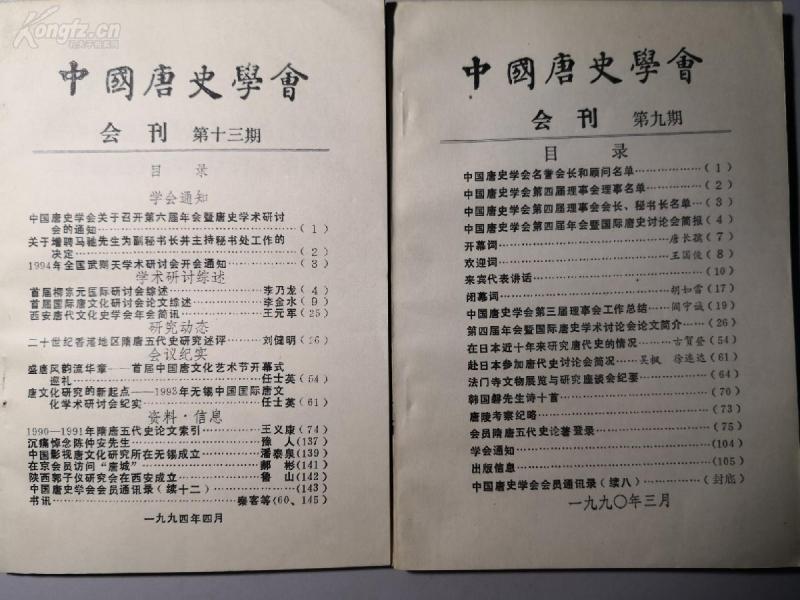 Kongfz.com
中國唐史學會
会刊 第十三期
目录
学会通知
中国唐史学会关于召开第六届年会暨唐史学术研讨
会的通知………………(1)
关于增聘马驰先生为副秘书长并主持秘书处工作的
决定………………(2)
1994年全国武则天学术研讨会开会通知………………(3)
学术研讨综述
首届柳宗元国际研讨会综述………………李乃龙(4)
首届国际唐文化研讨会论文综述………………李金水(9)
西安唐代文化史学会年会简讯………………王元军(25)
研究动态
二十世纪香港地区隋唐五代史研究述评………刘健明(26)
会议纪实
盛唐风韵流华章——首届中国唐文化艺术节开幕式
巡礼………………任士英(54)
唐文化研究的新起点——1993年无锡中国国际唐文
化学术研讨会纪实………………任士英(61)
资料·信息
1990—1991年隋唐五代史论文索引………………王义康(74)
沉痛悼念陈仲安先生………………豫人(137)
中国影视唐文化研究所在无锡成立………………潘泰泉(139)
在京会员访问“唐城”………………郝彬(141)
陕西郭子仪研究会在西安成立………………鲁山(142)
中国唐史学会会员通讯录(续十二)………………(143)
书讯………………秦客等(60、145)
一九九四年四月
中國唐史學會
会刊 第九期
目录
中国唐史学会名誉会长和顾问名单………………(1)
中国唐史学会第四届理事会理事名单………………(2)
中国唐史学会第四届理事会会长、秘书长名单…(3)
中国唐史学会第四届年会暨国际唐史讨论会简报(4)
开幕词………………唐长孺(7)
欢迎词………………王国俊(8)
来宾代表讲话………………(10)
闭幕词………………胡如雷(17)
中国唐史学会第三届理事会工作总结……阎守诚(19)
第四届年会暨国际唐史学术讨论会论文简介……(26)
在日本近十年来研究唐代史的情况……古贺登(54)
赴日本参加唐代史讨论会简况……吴枫 徐连达(61)
法门寺文物展览与研究座谈会纪要………………(64)
韩国磐先生诗十首………………(70)
唐陵考察纪略………………(73)
会员隋唐五代史论著登录………………(75)
学会通知………………(104)
出版信息………………(105)
中国唐史学会会员通讯录(续八)………………(封底)
一九九〇年三月